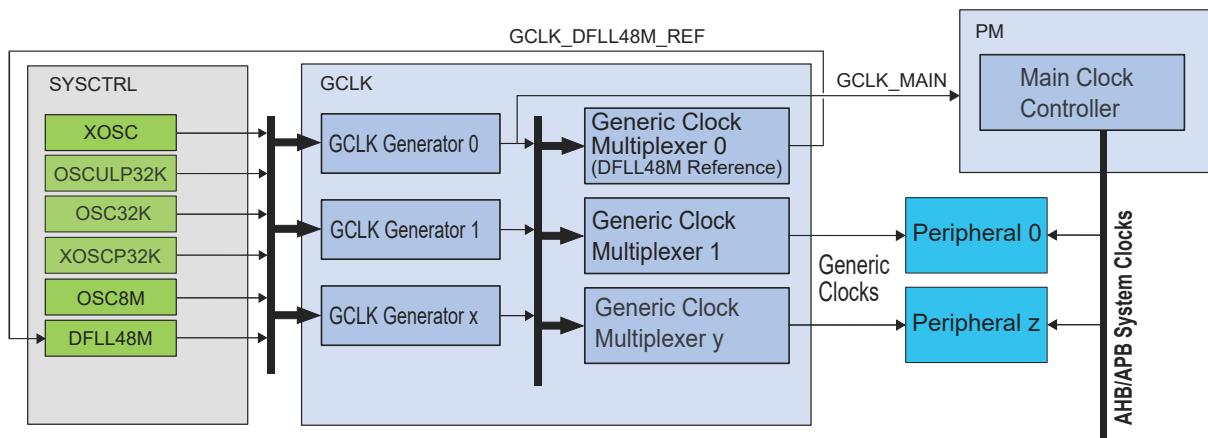 GCLK_DFLL48M_REF
SYSCTRL
XOSC
OSCULP32K
OSC32K
XOSCP32K
OSC8M
DFLL48M
GCLK
GCLK Generator 0
GCLK Generator 1
GCLK Generator x
Generic Clock
Multiplexer 0
(DFLL48M Reference)
Generic Clock
Multiplexer 1
Generic Clock
Multiplexer y
GCLK_MAIN
PM
Main Clock
Controller
Generic
Clocks
Peripheral 0
Peripheral z
AHB/APB System Clocks